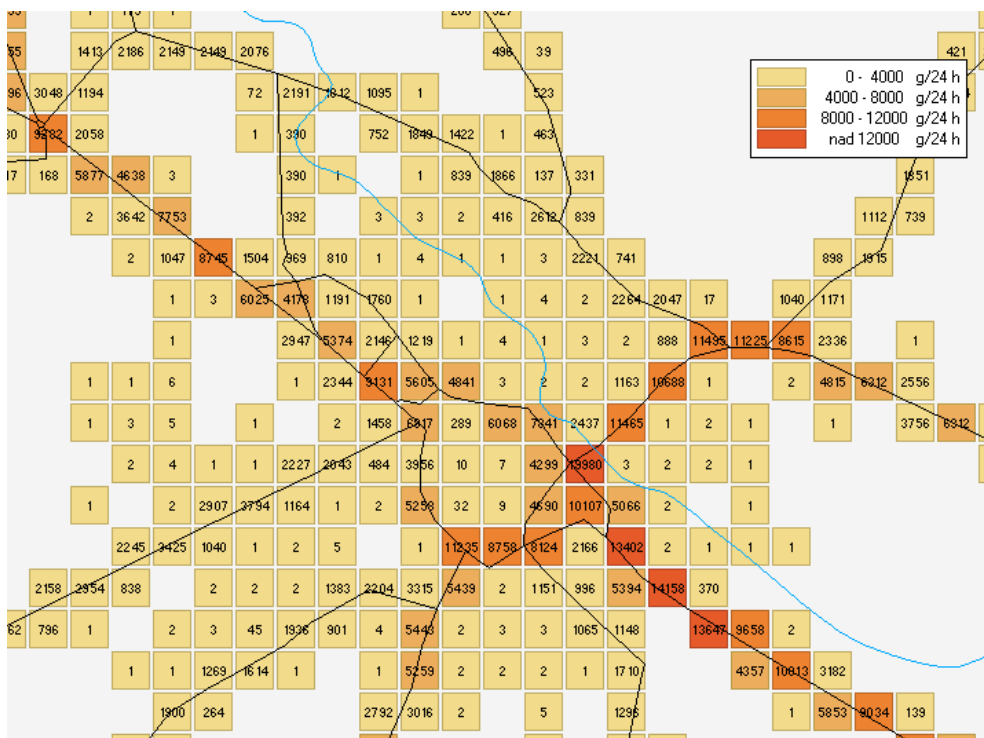 200 527
1413 2186 2149 2149 2076 496 39 421
0 - 4000 g/24 h
96 3048 1194 72 2191 1812 1095 1 523
4000 - 8000 g/24 h
8000 - 12000 g/24 h
9282 2058 1 390 752 1849 1422 1 463
nad 12000 g/24 h
17 168 5877 4638 3 390 1 1 839 1866 137 331 1851
2 3642 7753 392 3 3 2 416 2612 839 1112 739
2 1047 8745 1504 969 810 1 4 1 1 3 2221 741 898 1915
1 3 6025 4178 1191 1760 1 1 4 2 2264 2047 17 1040 1171
1 2947 5374 2146 1219 1 4 1 3 2 888 11495 11225 8615 2336 1
1 1 6 1 2344 9131 5605 4841 3 2 2 1163 10688 1 2 4815 6312 2556
1 3 5 1 2 1458 6917 289 6068 7841 2437 11465 1 2 1 1 3756 6312
2 4 1 1 2227 2043 484 3956 10 7 4299 19980 3 2 2 1
1 2 2907 3794 1164 1 2 5258 32 9 4690 10107 5066 2 1
2245 3425 1040 1 2 5 1 11235 8758 8124 2166 13402 2 1 1 1
2158 2954 838 2 2 2 1383 2204 3315 5439 2 1151 996 5394 14158 370
62 796 1 2 3 45 1936 901 4 5443 2 3 3 1065 1148 13647 9658 2
1 1 1269 1614 1 1 5259 2 2 2 1 1710 4357 10013 3182
1900 264 2792 3016 2 5 1296 1 5853 9034 139